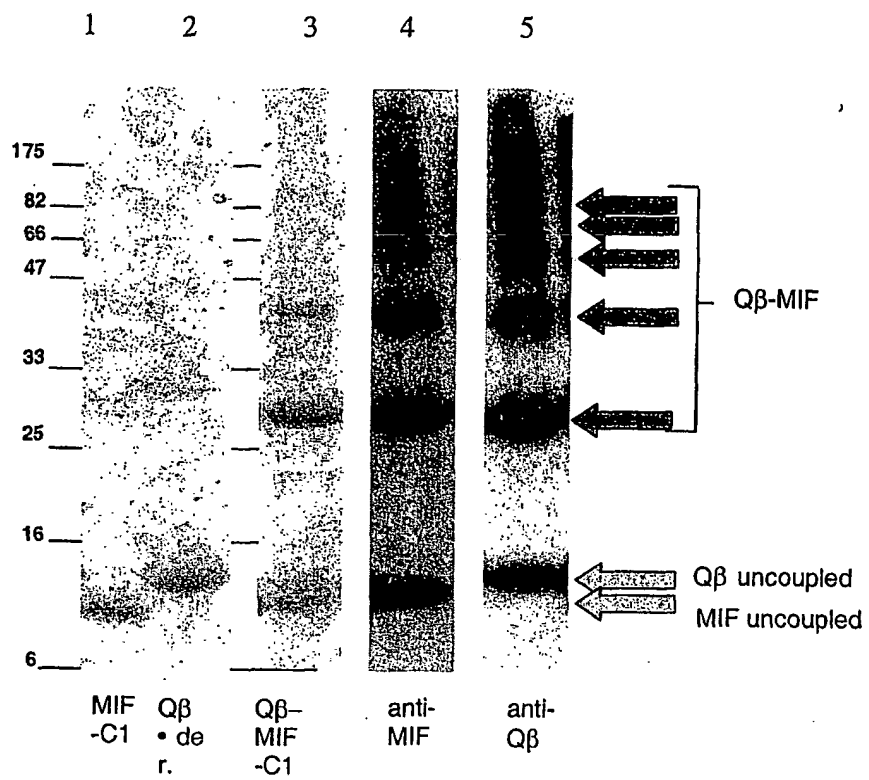 1 2 3 4 5
175
82
66
47
33
25
16
6
Qβ-MIF
Qβ uncoupled
MIF uncoupled
MIF
-C1
Qβ
• de
r.
Qβ–
MIF
-C1
anti-
MIF
anti-
Qβ